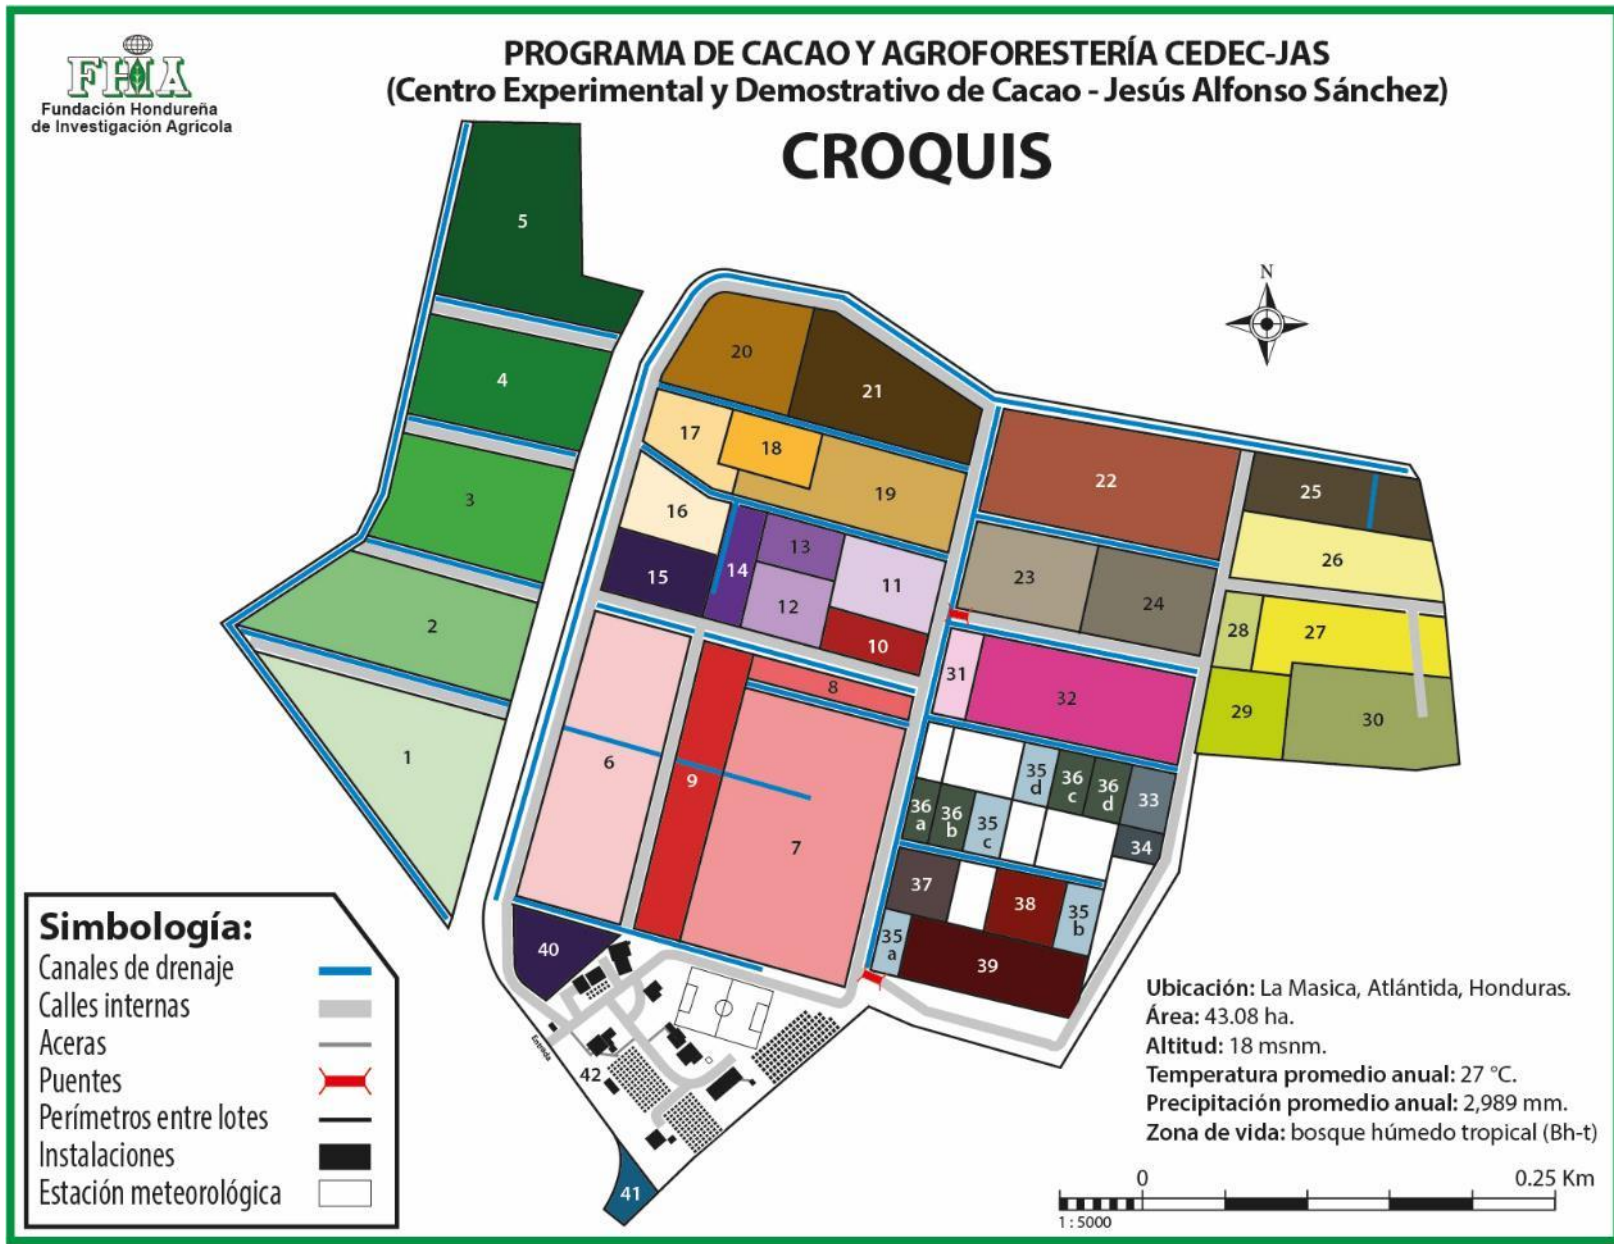 FHIA
Fundación Hondureña
de Investigación Agrícola
PROGRAMA DE CACAO Y AGROFORESTERÍA CEDEC-JAS
(Centro Experimental y Demostrativo de Cacao - Jesús Alfonso Sánchez)
CROQUIS
N
5
4
3
2
1
20
21
17
18
19
16
15
14
13
12
11
10
22
23
24
25
26
28
27
29
30
31
32
8
6
9
7
35
d
36
c
36
d
33
36
a
36
b
35
c
34
37
38
35
b
35
a
39
40
Entrada
42
41
Simbología:
Canales de drenaje
Calles internas
Aceras
Puentes
Perímetros entre lotes
Instalaciones
Estación meteorológica
Ubicación: La Masica, Atlántida, Honduras.
Área: 43.08 ha.
Altitud: 18 msnm.
Temperatura promedio anual: 27 °C.
Precipitación promedio anual: 2,989 mm.
Zona de vida: bosque húmedo tropical (Bh-t)
0 0.25 Km
1 : 5000